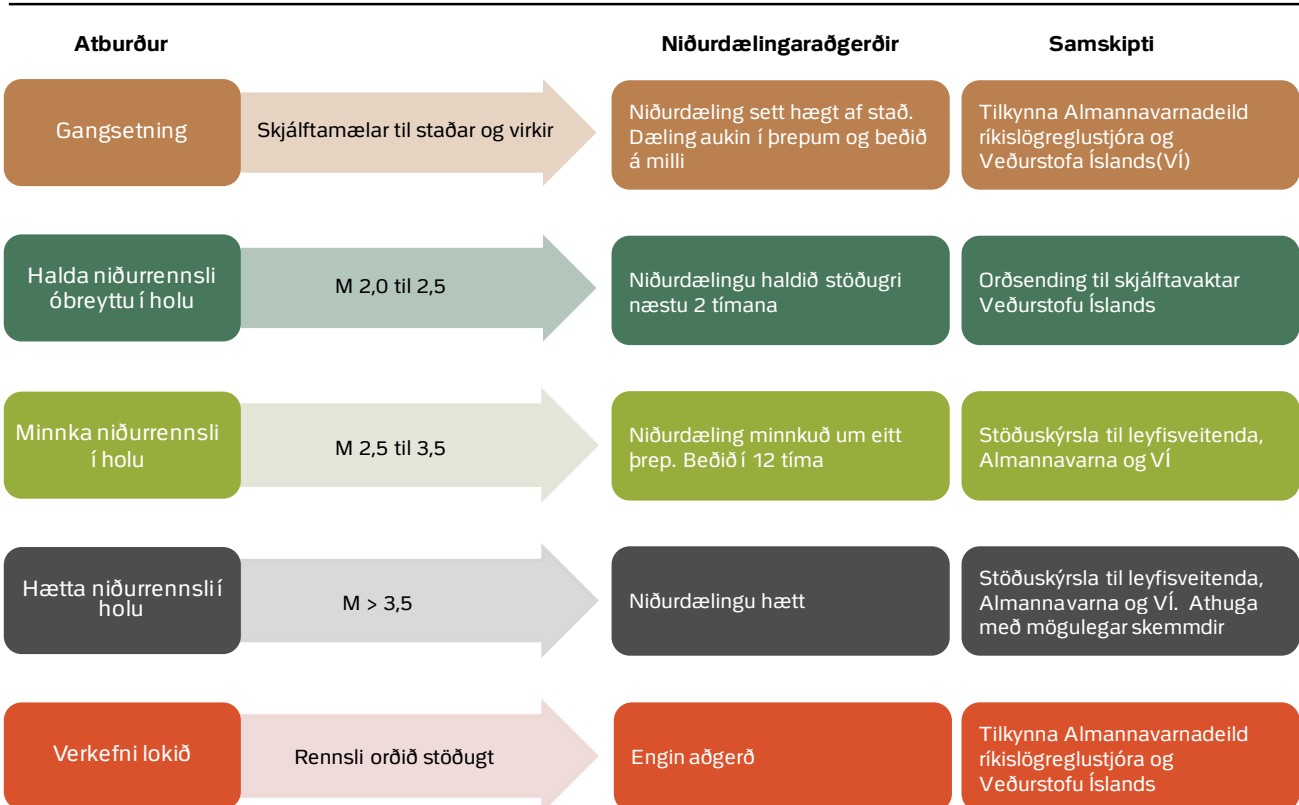 Atburður
Niðurdælingaraðgerðir
Samskipti
Gangsetning
Skjálftamælar til staðar og virkir
Niðurdæling sett hægt af stað.
Dæling aukin í þrepum og beðið
á milli
Tilkynna Almannavarnadeild
ríkislögreglustjóra og
Veðurstofa Íslands(VÍ)
Halda niðurrennsli
óbreyttu í holu
M 2,0 til 2,5
Niðurdælingu haldið stöðugri
næstu 2 tímana
Orðsending til skjálftavaktar
Veðurstofu Íslands
Minnka niðurrennsli
í holu
M 2,5 til 3,5
Niðurdæling minnkuð um eitt
þrep. Beðið í 12 tíma
Stöðuskýrsla til leyfisveitenda,
Almannavarna og VÍ
Hætta niðurrennsli í
holu
M > 3,5
Niðurdælingu hætt
Stöðuskýrsla til leyfisveitenda,
Almannavarna og VÍ. Athuga
með mögulegar skemmdir
Verkefni lokið
Rennsli orðið stöðugt
Engin aðgerð
Tilkynna Almannavarnadeild
ríkislögreglustjóra og
Veðurstofu Íslands